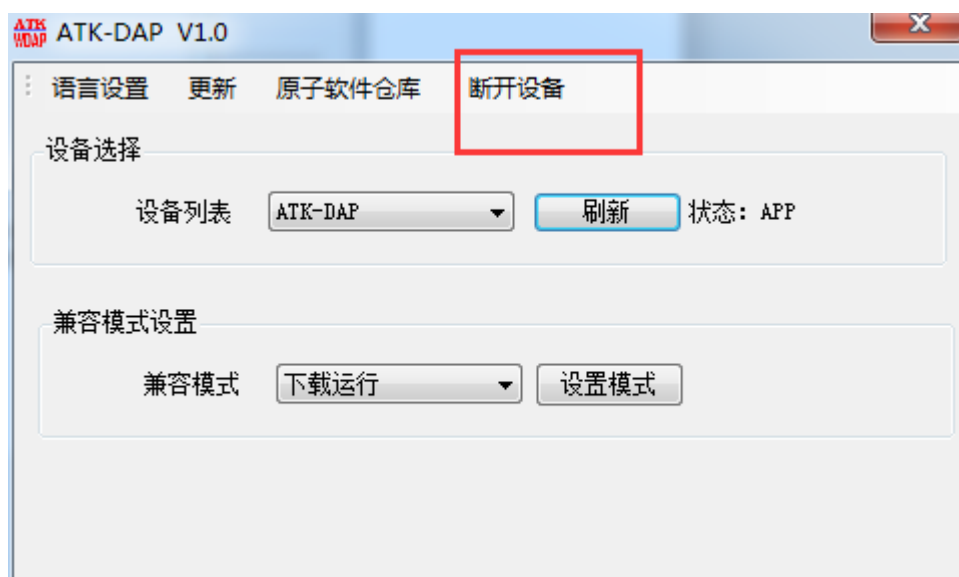 ATK WDAP ATK-DAP V1.0
语言设置 更新 原子软件仓库 断开设备
设备选择
设备列表 ATK-DAP 刷新 状态: APP
兼容模式设置
兼容模式 下载运行 设置模式